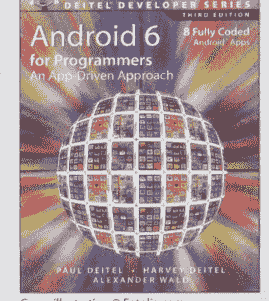 DEITEL DEVELOPER SERIES
THIRD EDITION
Android 6
8 Fully Coded
Android Apps
for Programmers
An App-Driven Approach
PAUL DEITEL • HARVEY DEITEL
ALEXANDER WALD